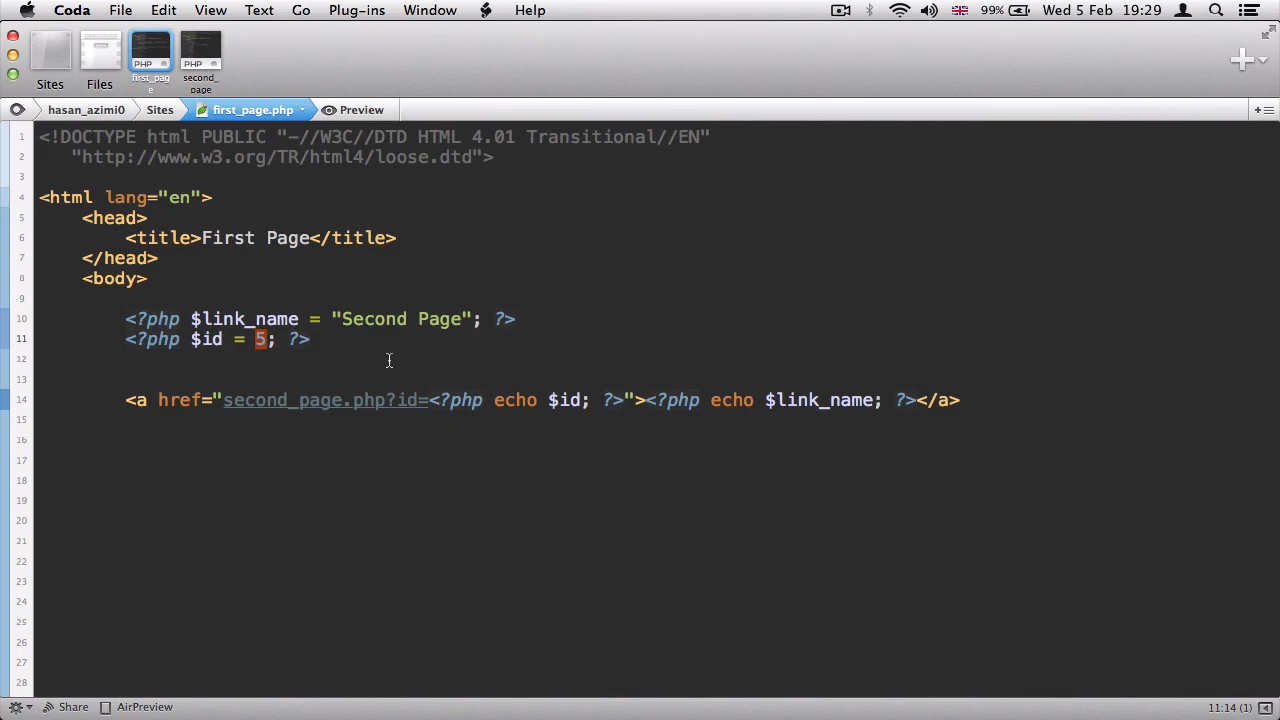 Coda File Edit View Text Go Plug-ins Window Help 99% Wed 5 Feb 19:29
PHP PHP
Sites Files first_pag
e second_
page
hasan_azimi0 Sites first_page.php Preview
1 <!DOCTYPE html PUBLIC "-//W3C//DTD HTML 4.01 Transitional//EN"
2 "http://www.w3.org/TR/html4/loose.dtd">
3
4 <html lang="en">
5 <head>
6 <title>First Page</title>
7 </head>
8 <body>
9
10 <?php $link_name = "Second Page"; ?>
11 <?php $id = 5; ?>
12
13
14 <a href="second_page.php?id=<?php echo $id; ?>"><?php echo $link_name; ?></a>
15
16
17
18
19
20
21
22
23
24
25
26
27
28
Share AirPreview 11:14 (1)